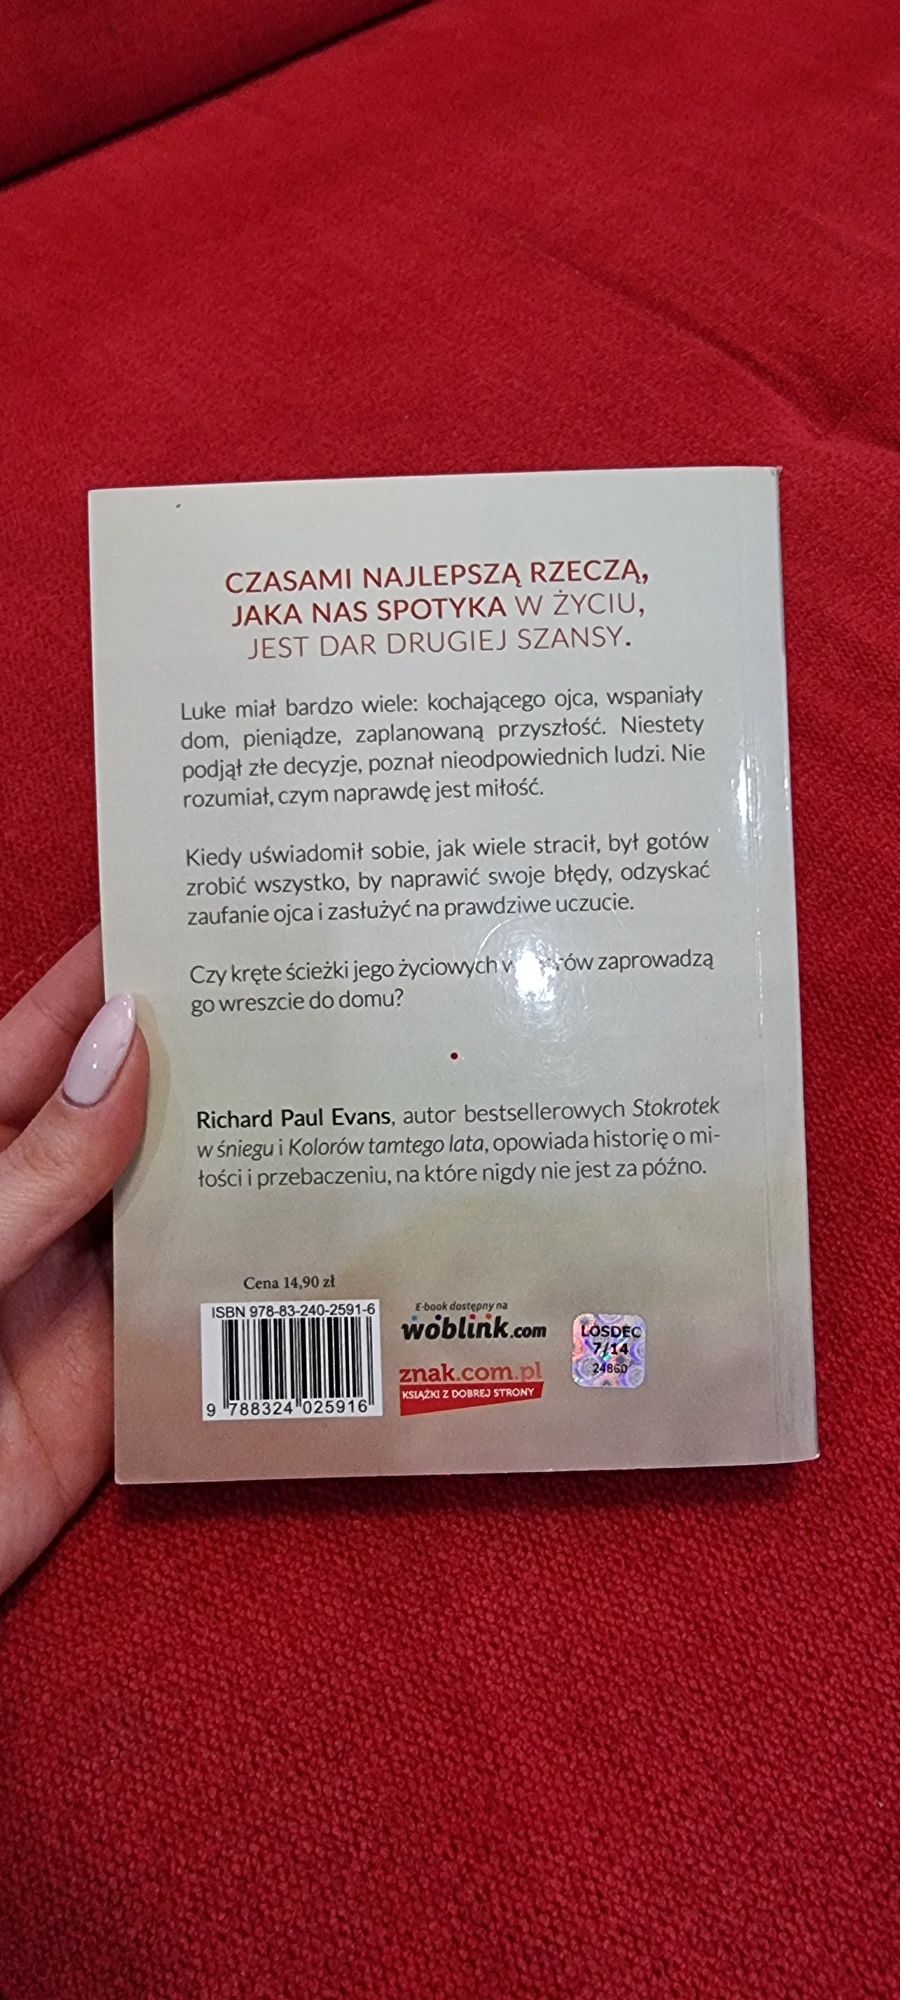 CZASAMI NAJLEPSZĄ RZECZĄ,
JAKA NAS SPOTYKA W ŻYCIU,
JEST DAR DRUGIEJ SZANSY.
Luke miał bardzo wiele: kochającego ojca, wspaniały
dom, pieniądze, zaplanowaną przyszłość. Niestety
podjął złe decyzje, poznał nieodpowiednich ludzi. Nie
rozumiał, czym naprawdę jest miłość.
Kiedy uświadomił sobie, jak wiele stracił, był gotów
zrobić wszystko, by naprawić swoje błędy, odzyskać
zaufanie ojca i zasłużyć na prawdziwe uczucie.
Czy kręte ścieżki jego życiowych zaprowadzą
go wreszcie do domu?
Richard Paul Evans, autor bestsellerowych Stokrotek
w śniegu i Kolorów tamtego lata, opowiada historię o mi-
łości i przebaczeniu, na które nigdy nie jest za późno.
Cena 14,90 zł
ISBN 978-83-240-2591-6
9 788324 025916
E-book dostępny na
woblink.com
znak.com.pl
KSIĄŻKI Z DOBREJ STRONY
LOSDEC
7/14
24860